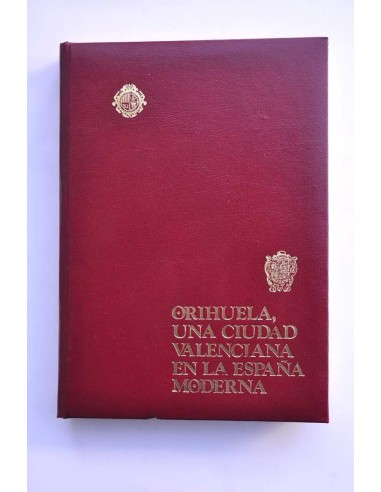 ORIHUELA,
UNA CIUDAD
VALENCIANA
EN LA ESPAÑA
MODERNA